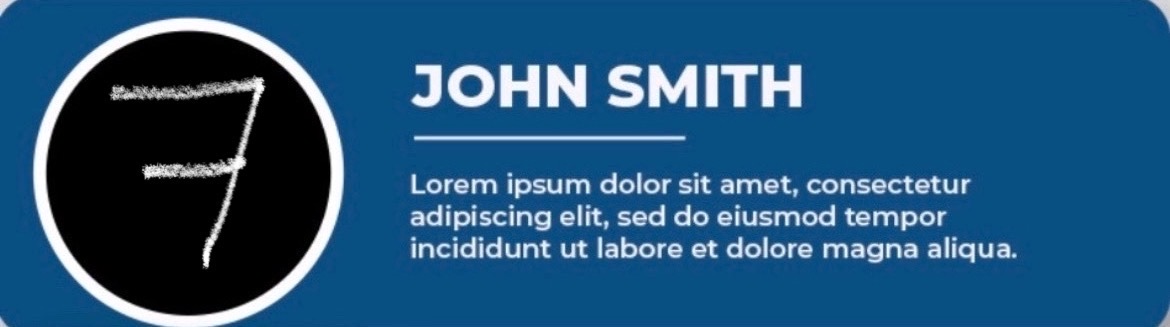 7
JOHN SMITH
Lorem ipsum dolor sit amet, consectetur
adipiscing elit, sed do eiusmod tempor
incididunt ut labore et dolore magna aliqua.